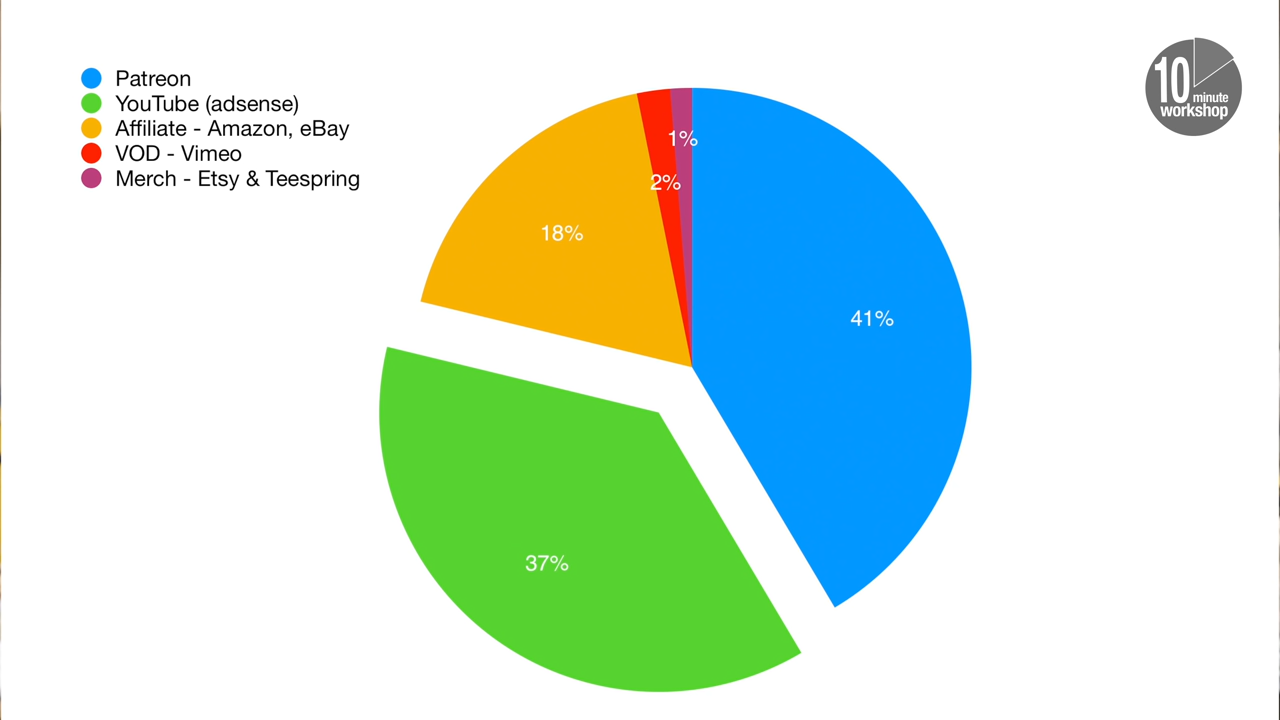 Patreon
YouTube (adsense)
Affiliate - Amazon, eBay
VOD - Vimeo
Merch - Etsy & Teespring
10 minute
workshop
1%
2%
18%
41%
37%